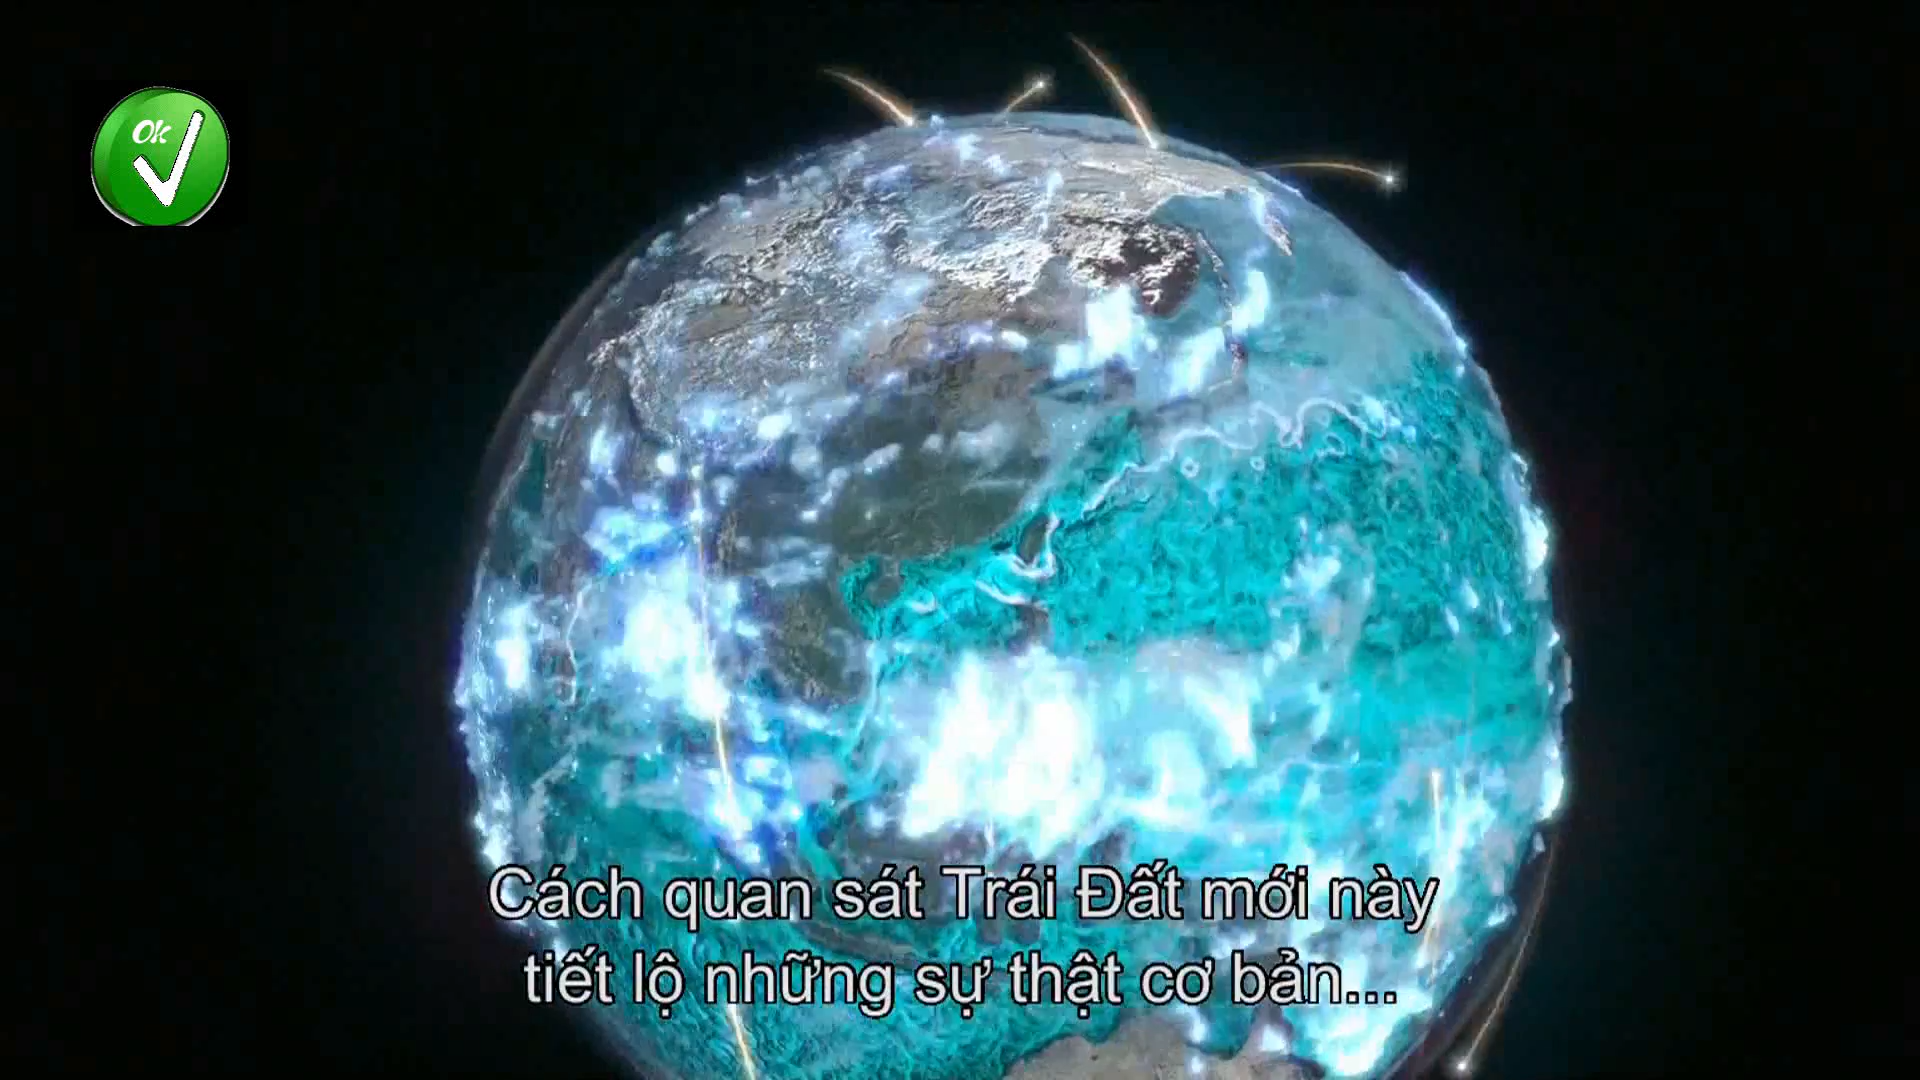 Ok
Cách quan sát Trái Đất mới này
tiết lộ những sự thật cơ bản...